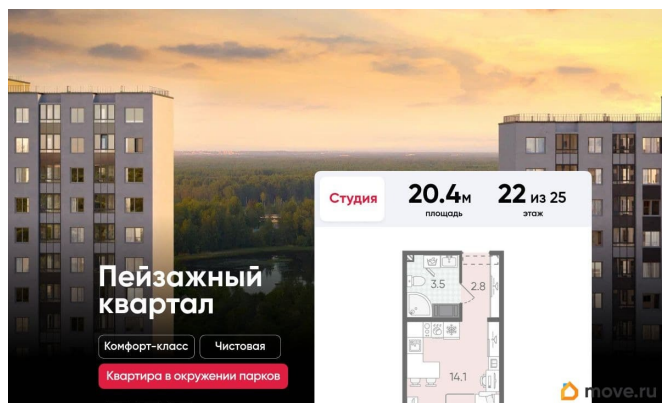 Студия
20.4м
площадь
22 из 25
этаж
3.5
2.8
14.1
Пейзажный
квартал
Комфорт-класс
Чистовая
Квартира в окружении парков
move.ru